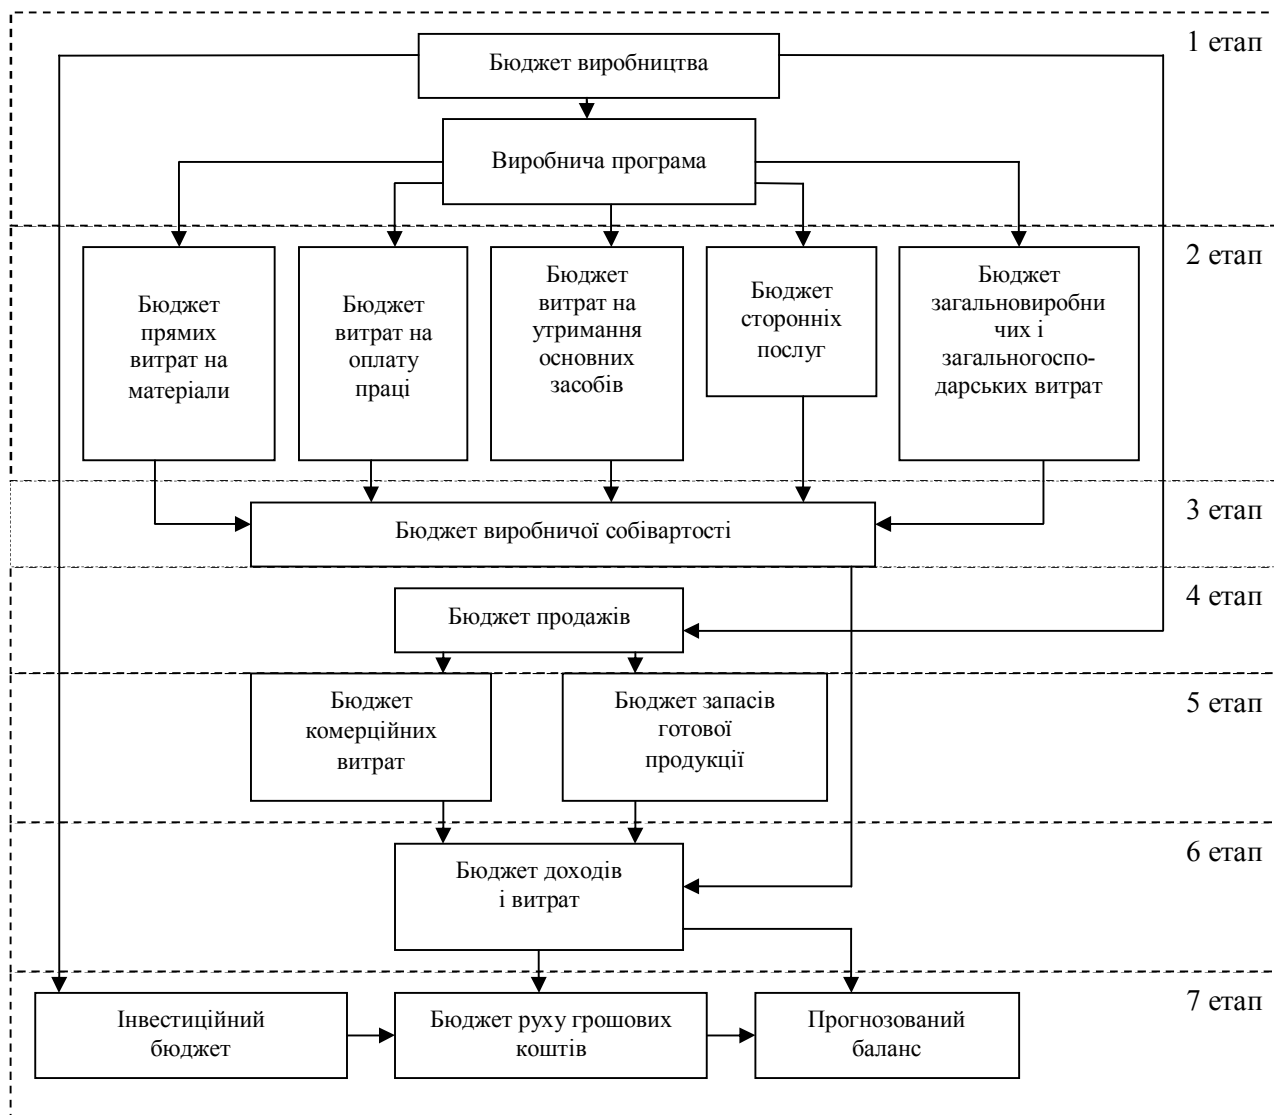 1 етап
Бюджет виробництва
Виробнича програма
2 етап
Бюджет
прямих
витрат на
матеріали
Бюджет
витрат на
оплату
праці
Бюджет
витрат на
утримання
основних
засобів
Бюджет
сторонніх
послуг
Бюджет
загальновиробни
чих і
загальногоспо-
дарських витрат
3 етап
Бюджет виробничої собівартості
4 етап
Бюджет продажів
5 етап
Бюджет
комерційних
витрат
Бюджет запасів
готової
продукції
6 етап
Бюджет доходів
і витрат
7 етап
Інвестиційний
бюджет
Бюджет руху грошових
коштів
Прогнозований
баланс